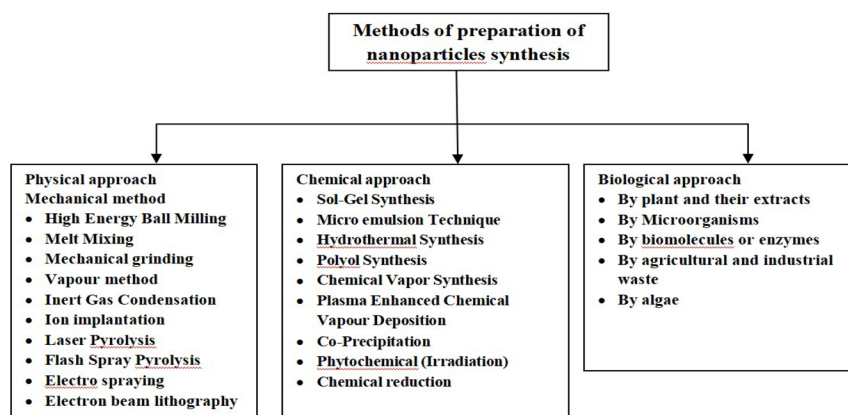 Methods of preparation of
nanoparticles synthesis
Physical approach
Mechanical method
• High Energy Ball Milling
• Melt Mixing
• Mechanical grinding
• Vapour method
• Inert Gas Condensation
• Ion implantation
• Laser Pyrolysis
• Flash Spray Pyrolysis
• Electro spraying
• Electron beam lithography
Chemical approach
• Sol-Gel Synthesis
• Micro emulsion Technique
• Hydrothermal Synthesis
• Polyol Synthesis
• Chemical Vapor Synthesis
• Plasma Enhanced Chemical
Vapour Deposition
• Co-Precipitation
• Phytochemical (Irradiation)
• Chemical reduction
Biological approach
• By plant and their extracts
• By Microorganisms
• By biomolecules or enzymes
• By agricultural and industrial
waste
• By algae